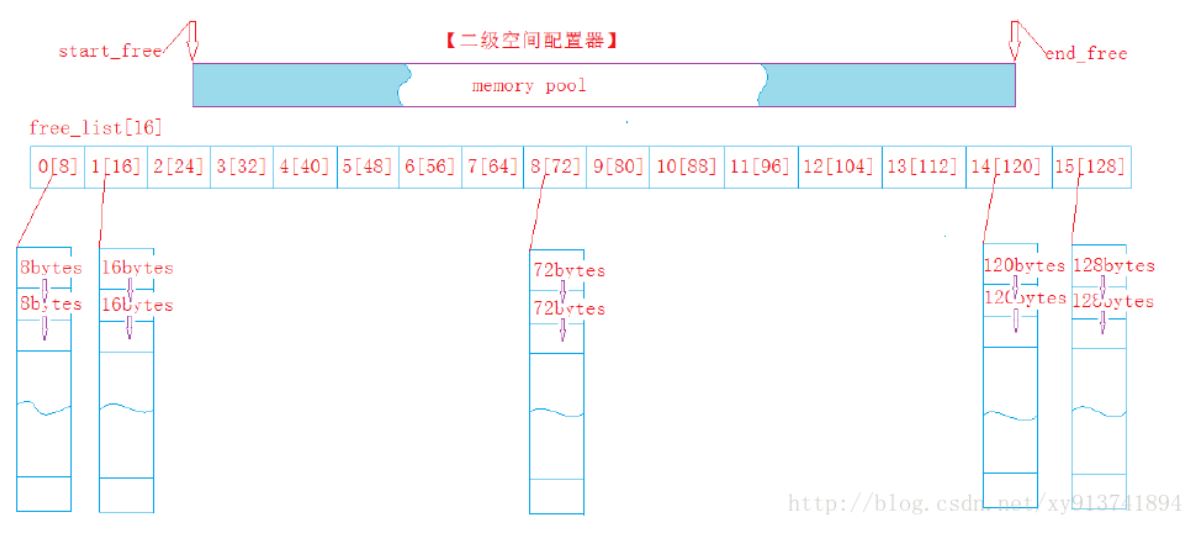 【二级空间配置器】
start_free
end_free
memory pool
free_list[16]
0[8] 1[16] 2[24] 3[32] 4[40] 5[48] 6[56] 7[64] 8[72] 9[80] 10[88] 11[96] 12[104] 13[112] 14[120] 15[128]
8bytes 16bytes 72bytes 120bytes 128bytes
8bytes 16bytes 72bytes 120bytes 128bytes
http://blog.csdn.net/xy913741894